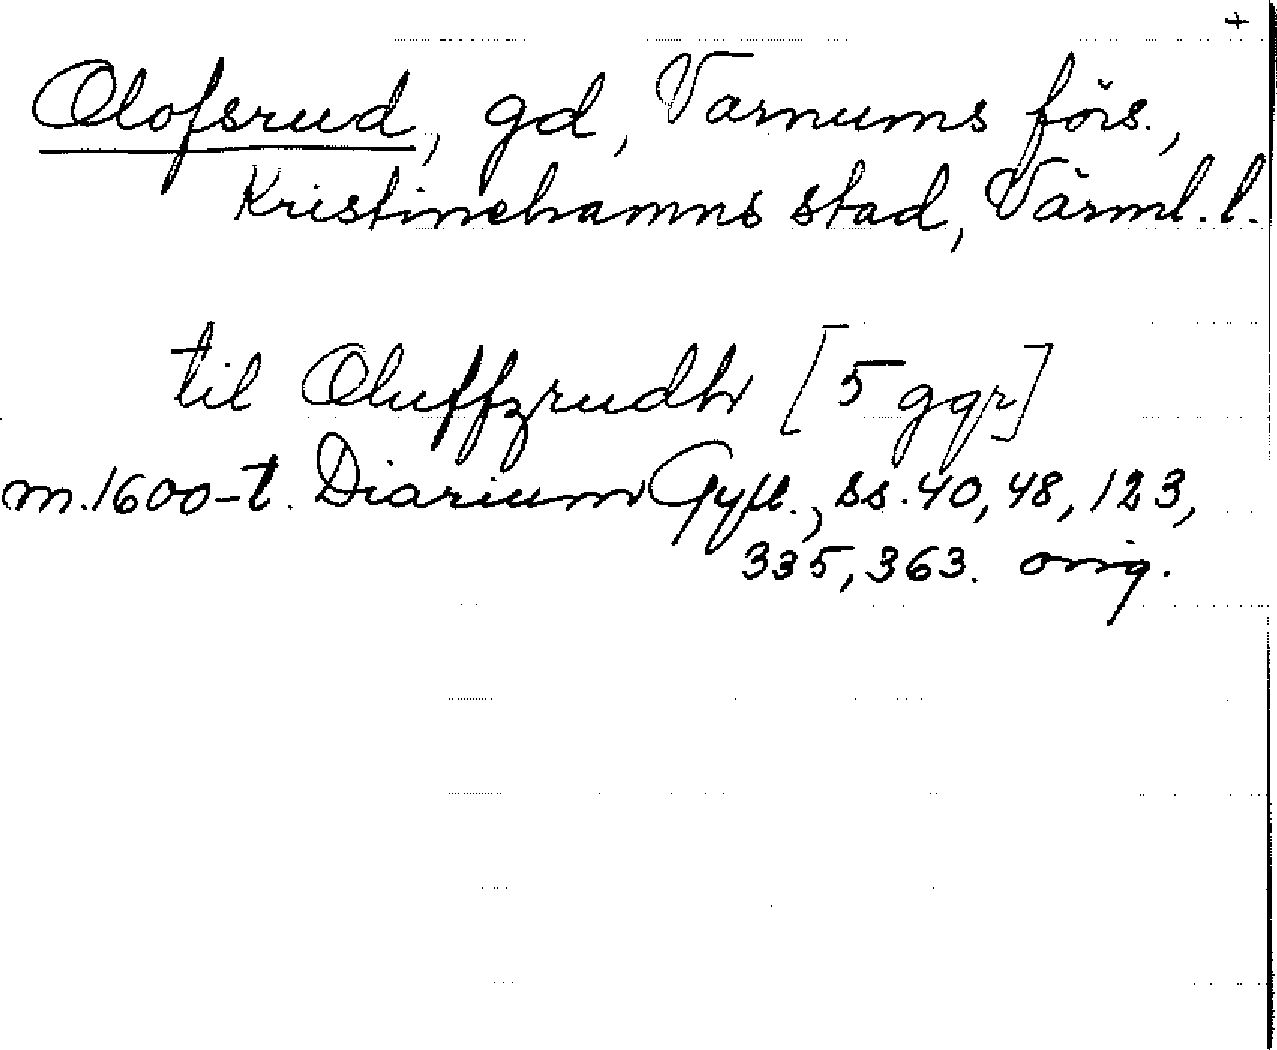 +
Olofsrud, gd, Varnums förs.,
Kristinehamns stad, Värml. l.
til Oluffzrudh [5 ggr]
m. 1600-t. Diarium Gyll., ss. 40, 48, 123,
335, 363. orig.